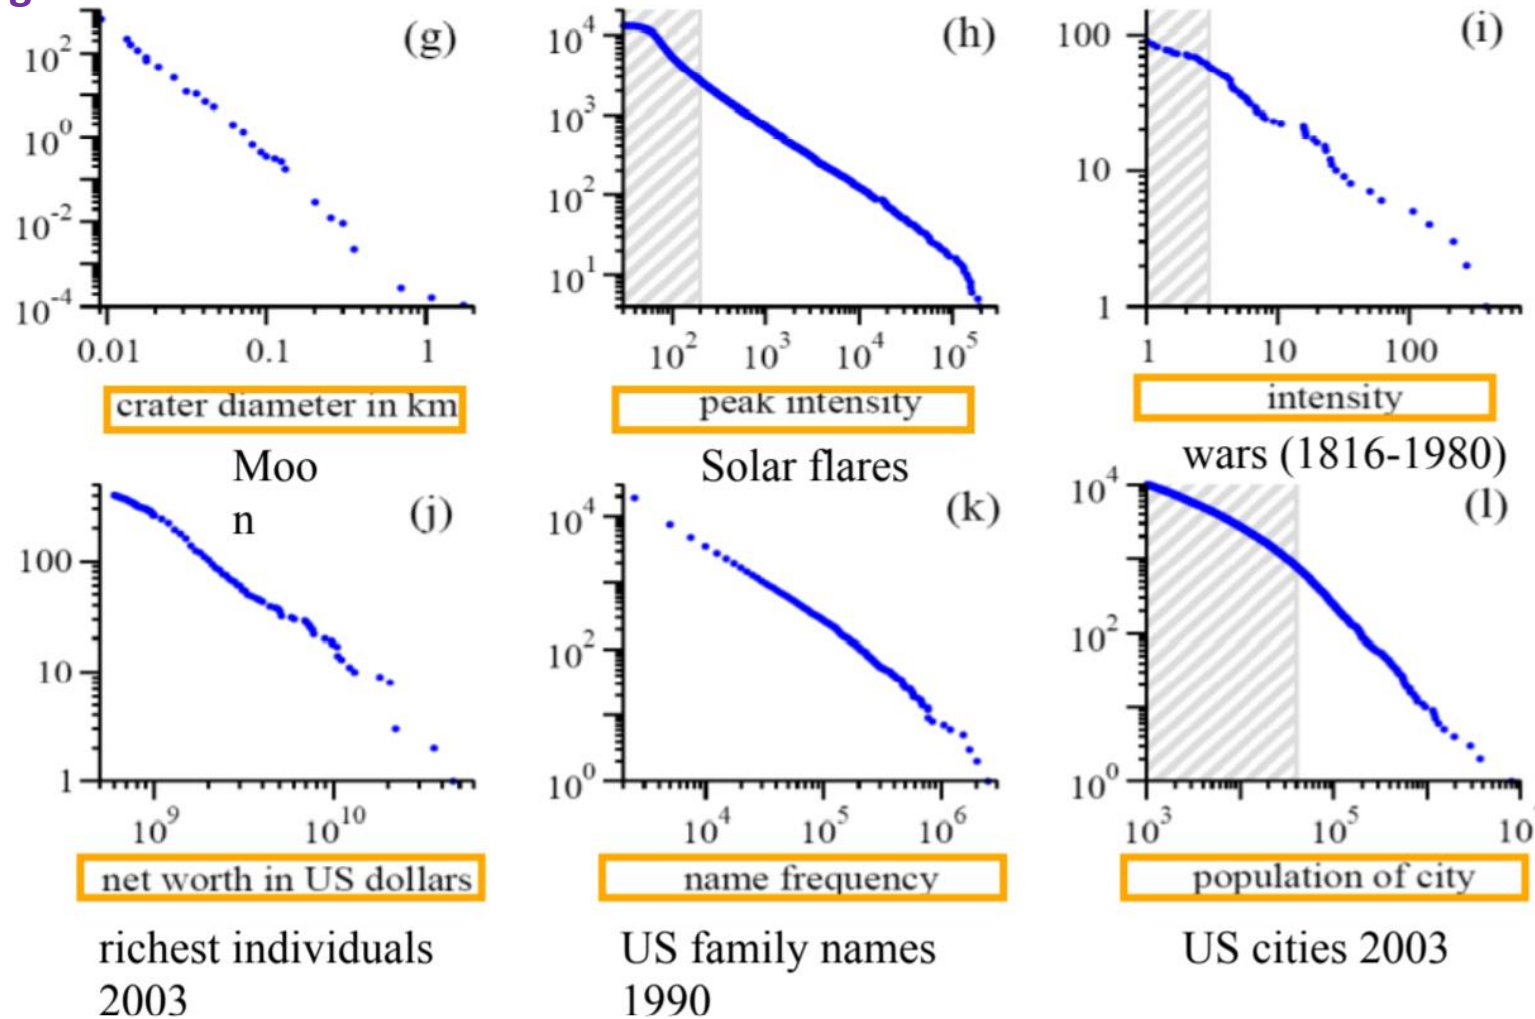 g
(g)
10^2
10^0
10^-2
10^-4
0.01 0.1 1
crater diameter in km
Moo
n
(h)
10^4
10^3
10^2
10^1
10^2 10^3 10^4 10^5
peak intensity
Solar flares
(i)
100
10
1
1 10 100
intensity
wars (1816-1980)
(j)
100
10
1
10^9 10^10
net worth in US dollars
richest individuals
2003
(k)
10^4
10^2
10^0
10^4 10^5 10^6
name frequency
US family names
1990
(l)
10^4
10^2
10^0
10^3 10^5 10
population of city
US cities 2003